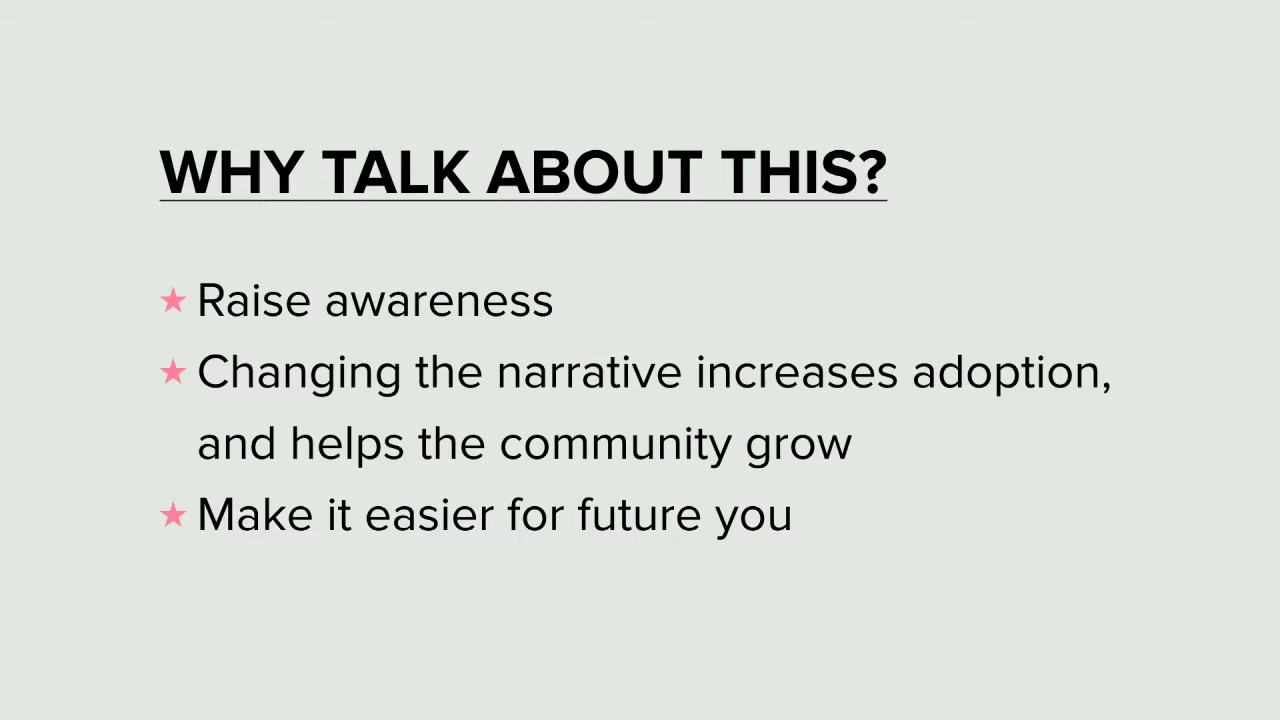 WHY TALK ABOUT THIS?
★ Raise awareness
★ Changing the narrative increases adoption,
and helps the community grow
★ Make it easier for future you